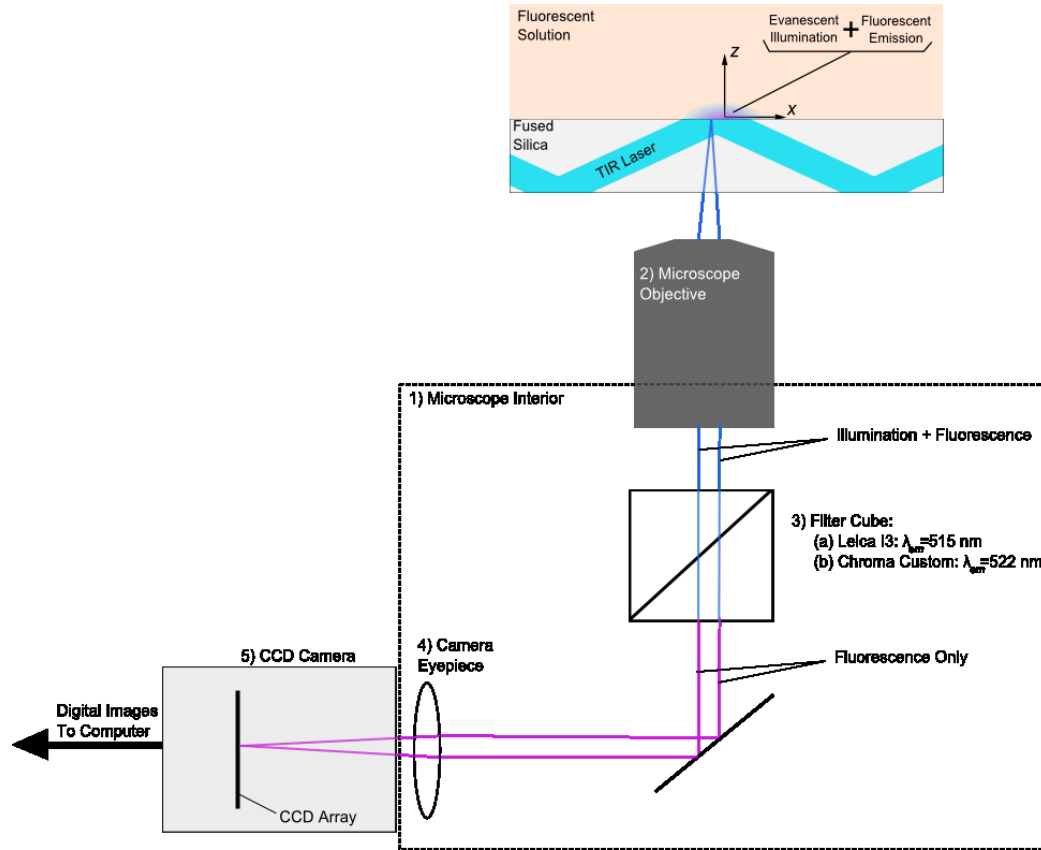 Fluorescent
Solution
Evanescent
Illumination
+
Fluorescent
Emission
z
x
Fused
Silica
TIR Laser
2) Microscope
Objective
1) Microscope Interior
Illumination + Fluorescence
3) Filter Cube:
(a) Leica I3: λem=515 nm
(b) Chroma Custom: λem=522 nm
Fluorescence Only
4) Camera
Eyepiece
5) CCD Camera
Digital Images
To Computer
CCD Array